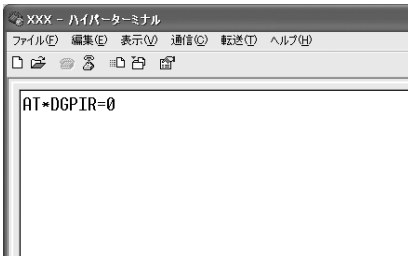 XXX - ハイパーターミナル
ファイル(F) 編集(E) 表示(V) 通信(C) 転送(T) ヘルプ(H)
AT*DGPIR=0